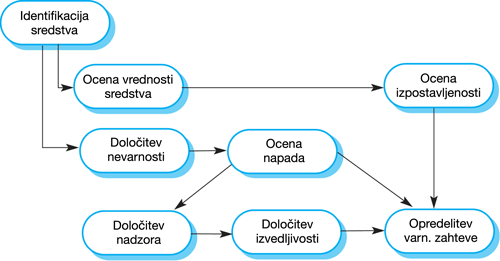 Identifikacija
sredstva
Ocena vrednosti
sredstva
Ocena
izpostavljenosti
Določitev
nevarnosti
Ocena
napada
Določitev
nadzora
Določitev
izvedljivosti
Opredelitev
varn. zahteve